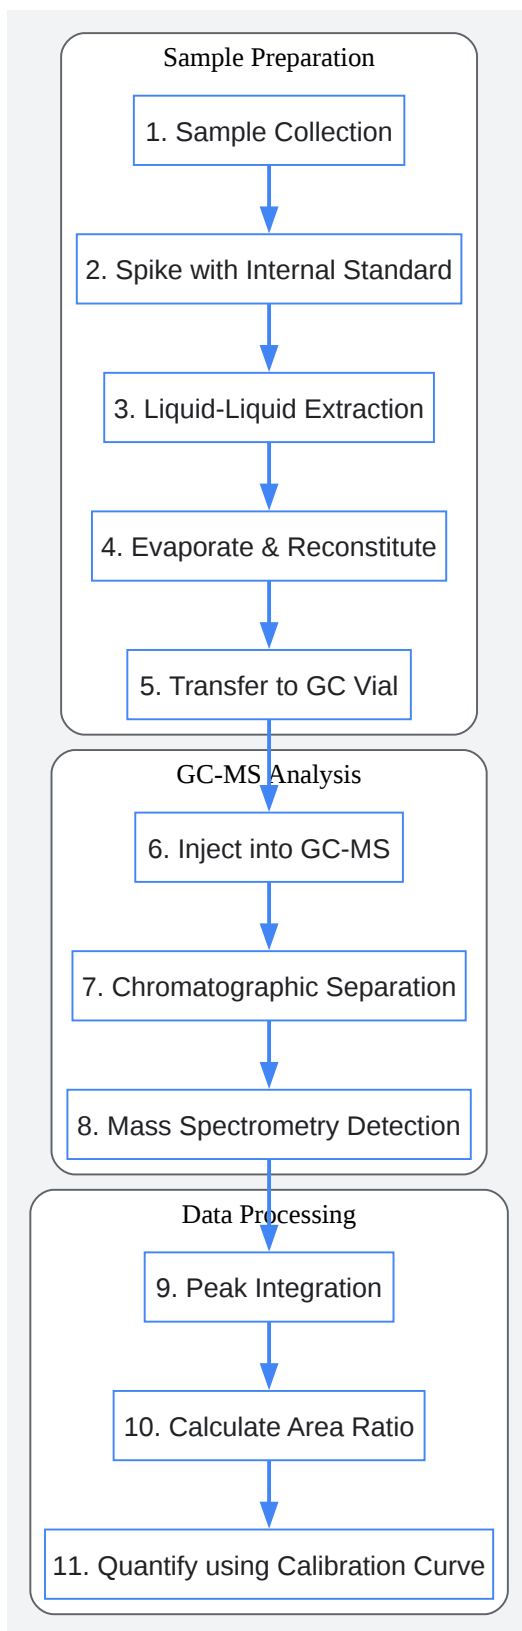 Sample Preparation
1. Sample Collection
2. Spike with Internal Standard
3. Liquid-Liquid Extraction
4. Evaporate & Reconstitute
5. Transfer to GC Vial
GC-MS Analysis
6. Inject into GC-MS
7. Chromatographic Separation
8. Mass Spectrometry Detection
Data Processing
9. Peak Integration
10. Calculate Area Ratio
11. Quantify using Calibration Curve